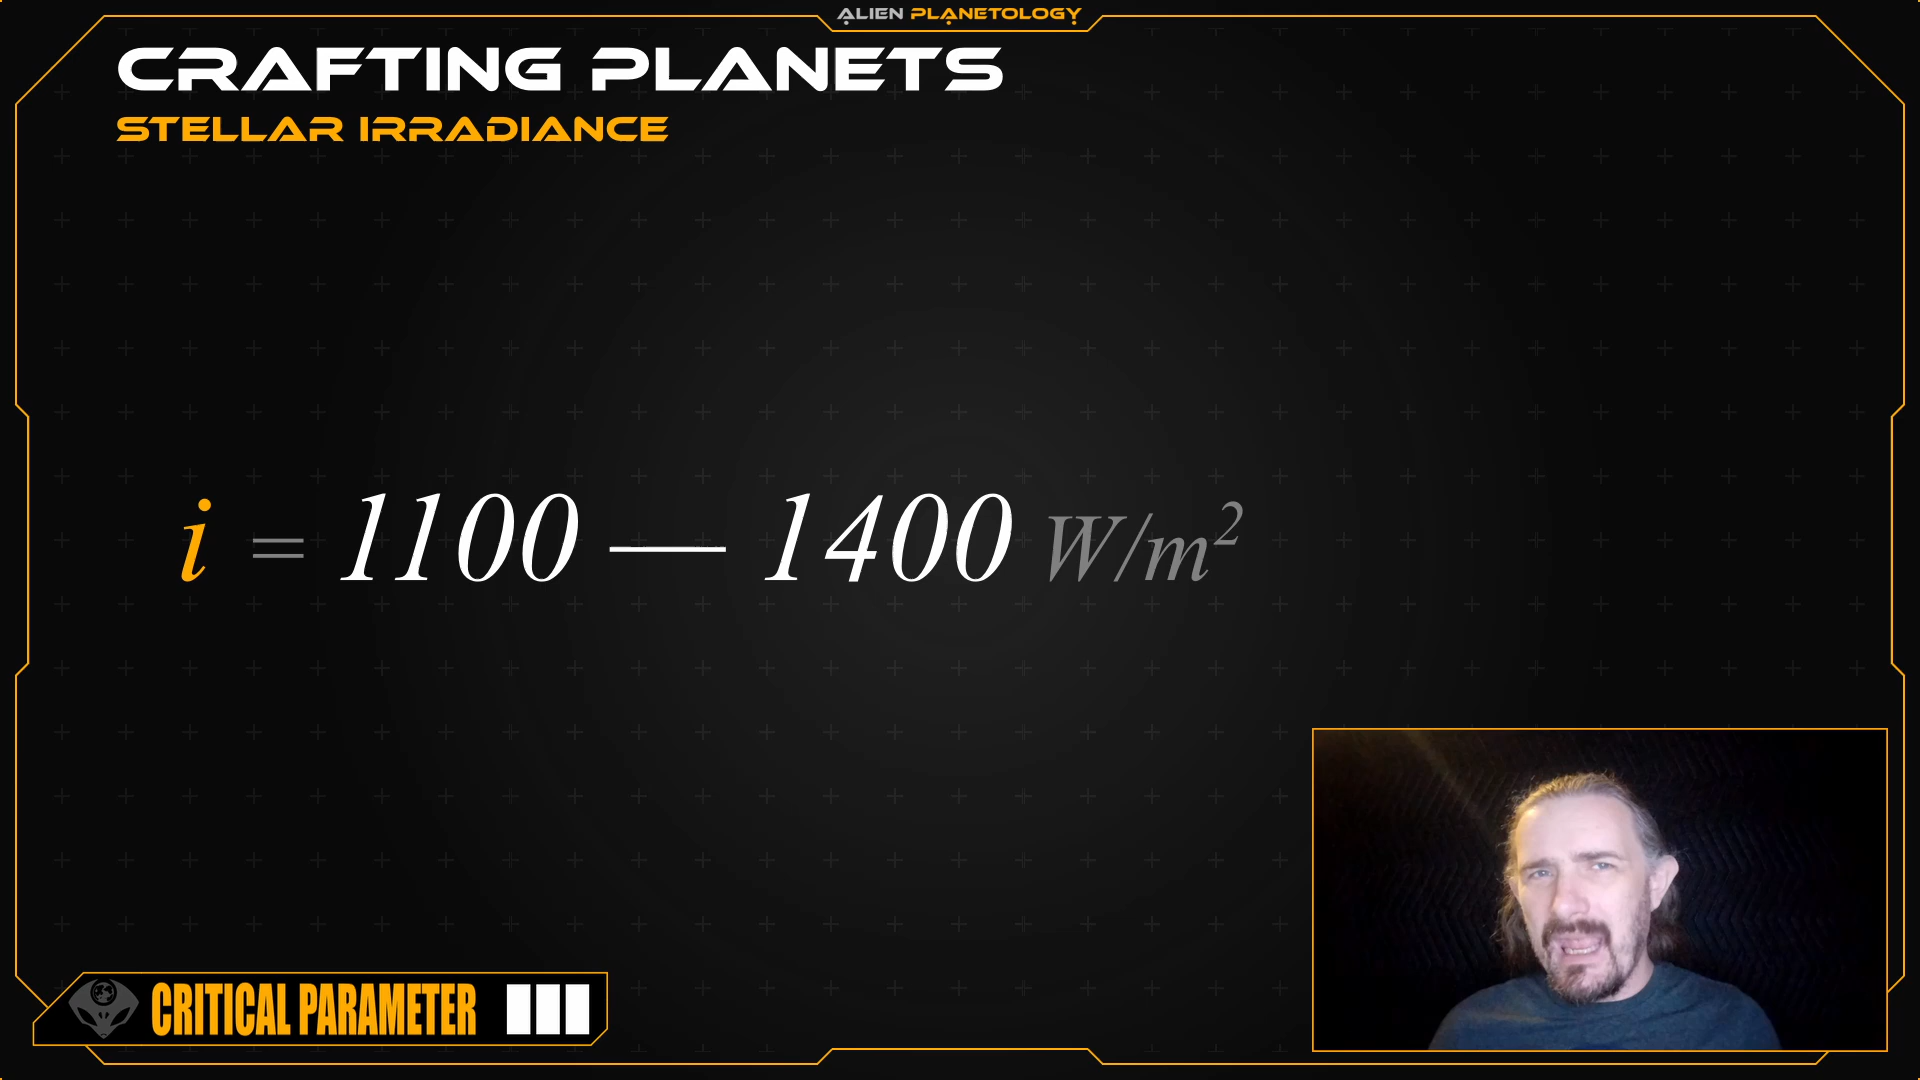 ALIEN PLANETOLOGY
CRAFTING PLANETS
STELLAR IRRADIANCE
i = 1100 — 1400 W/m²
CRITICAL PARAMETER